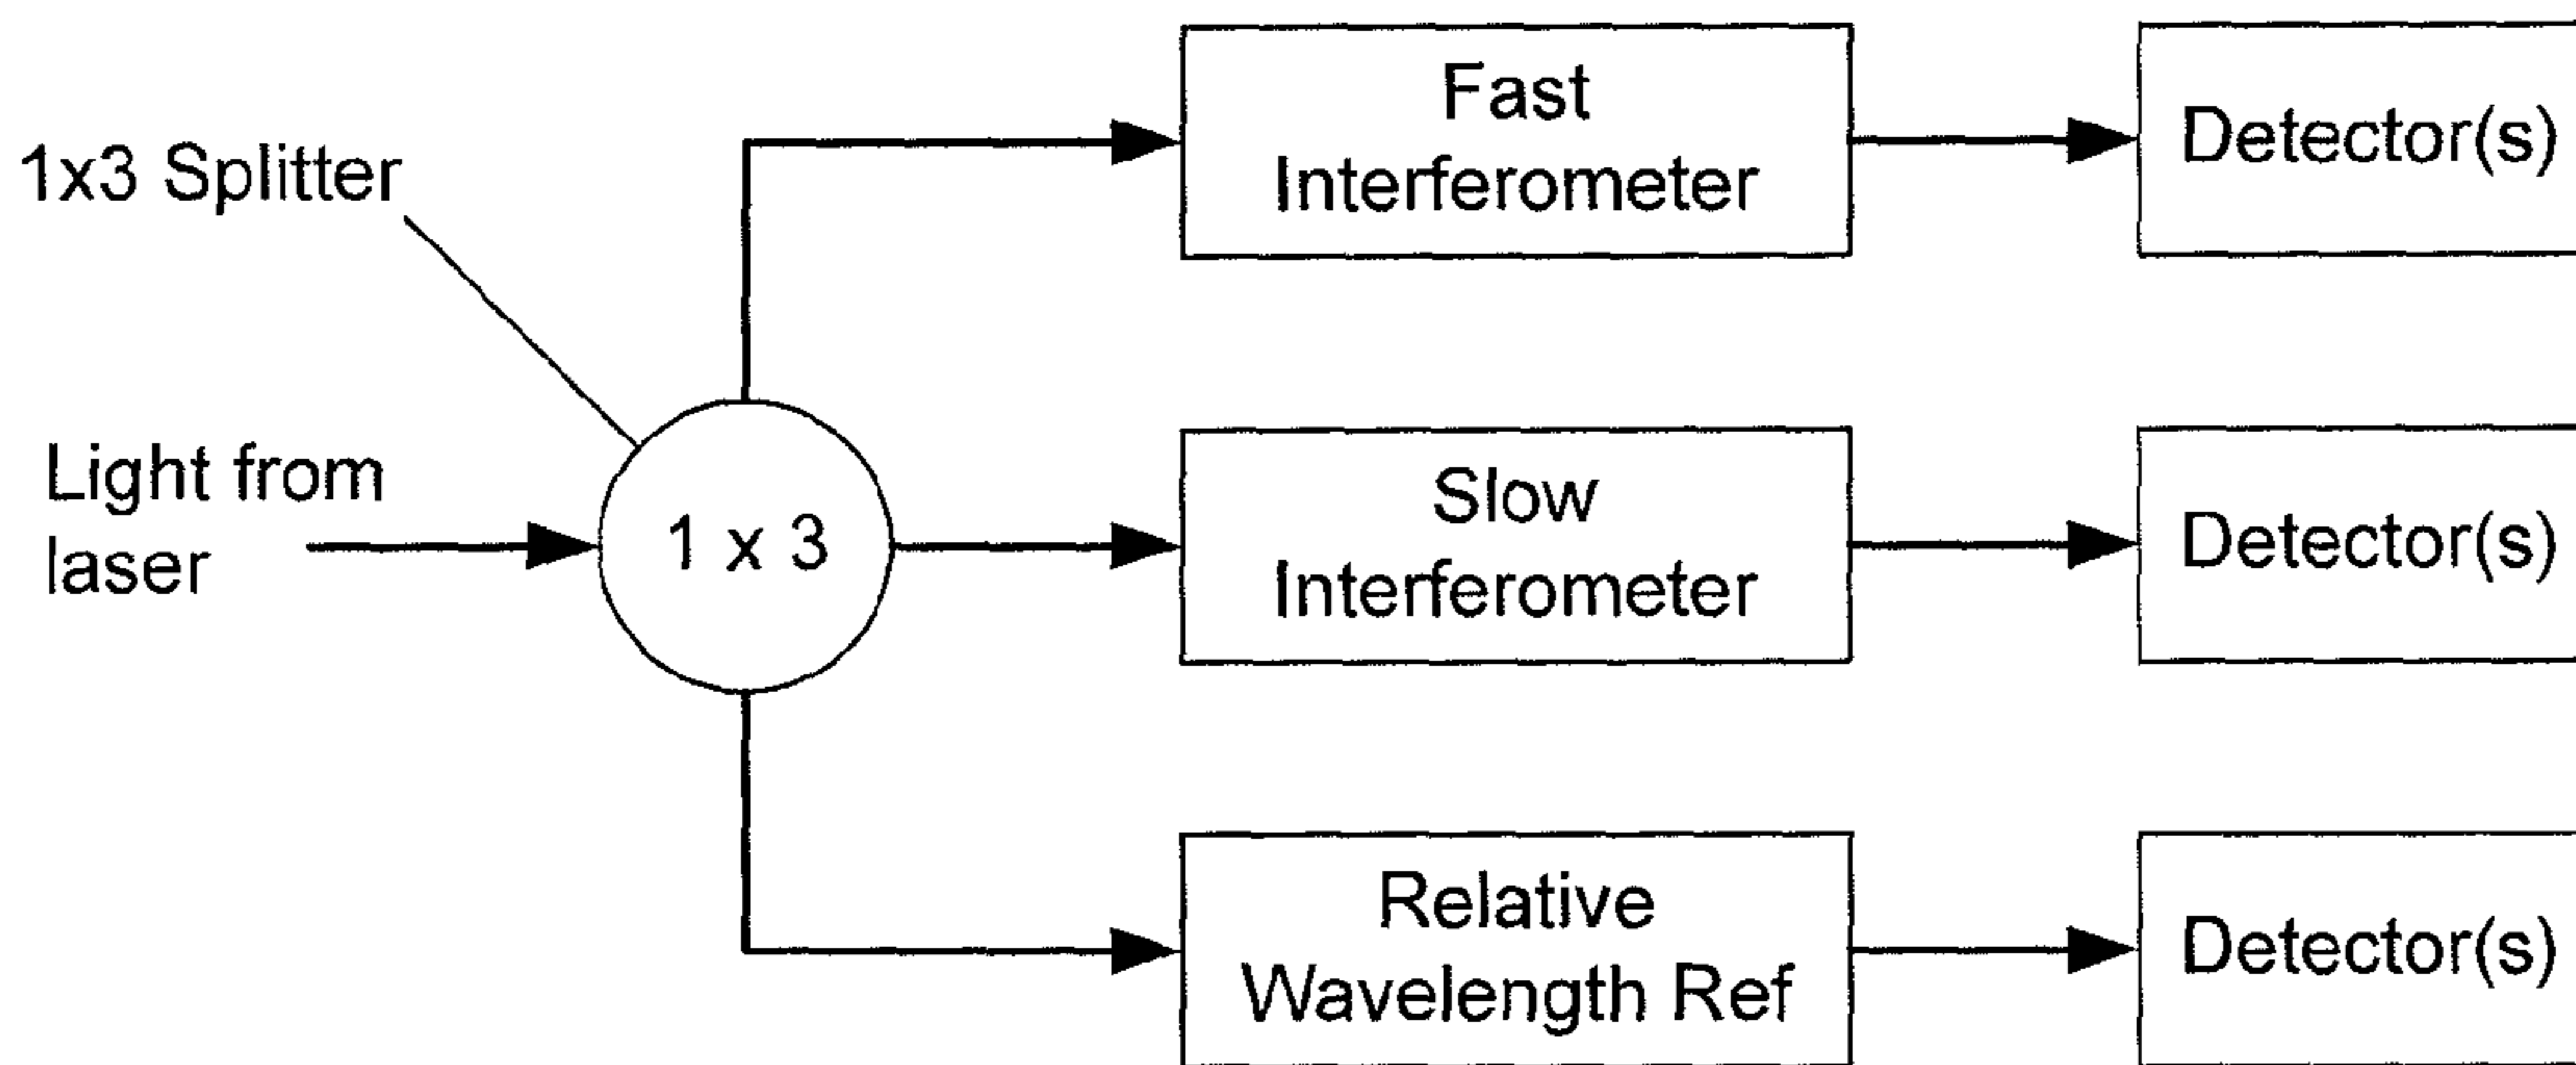 Fast
Interferometer
Detector(s)
1x3 Splitter
Light from
laser
1 x 3
Slow
Interferometer
Detector(s)
Relative
Wavelength Ref
Detector(s)